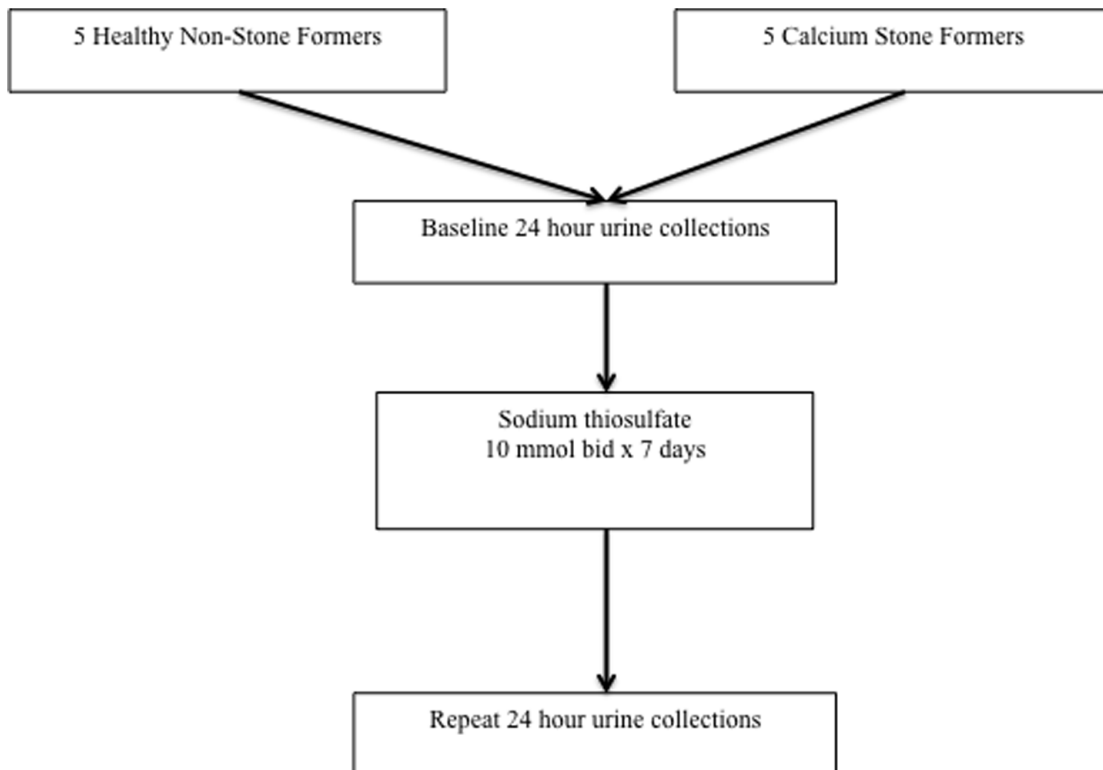 5 Healthy Non-Stone Formers
5 Calcium Stone Formers
Baseline 24 hour urine collections
Sodium thiosulfate
10 mmol bid x 7 days
Repeat 24 hour urine collections